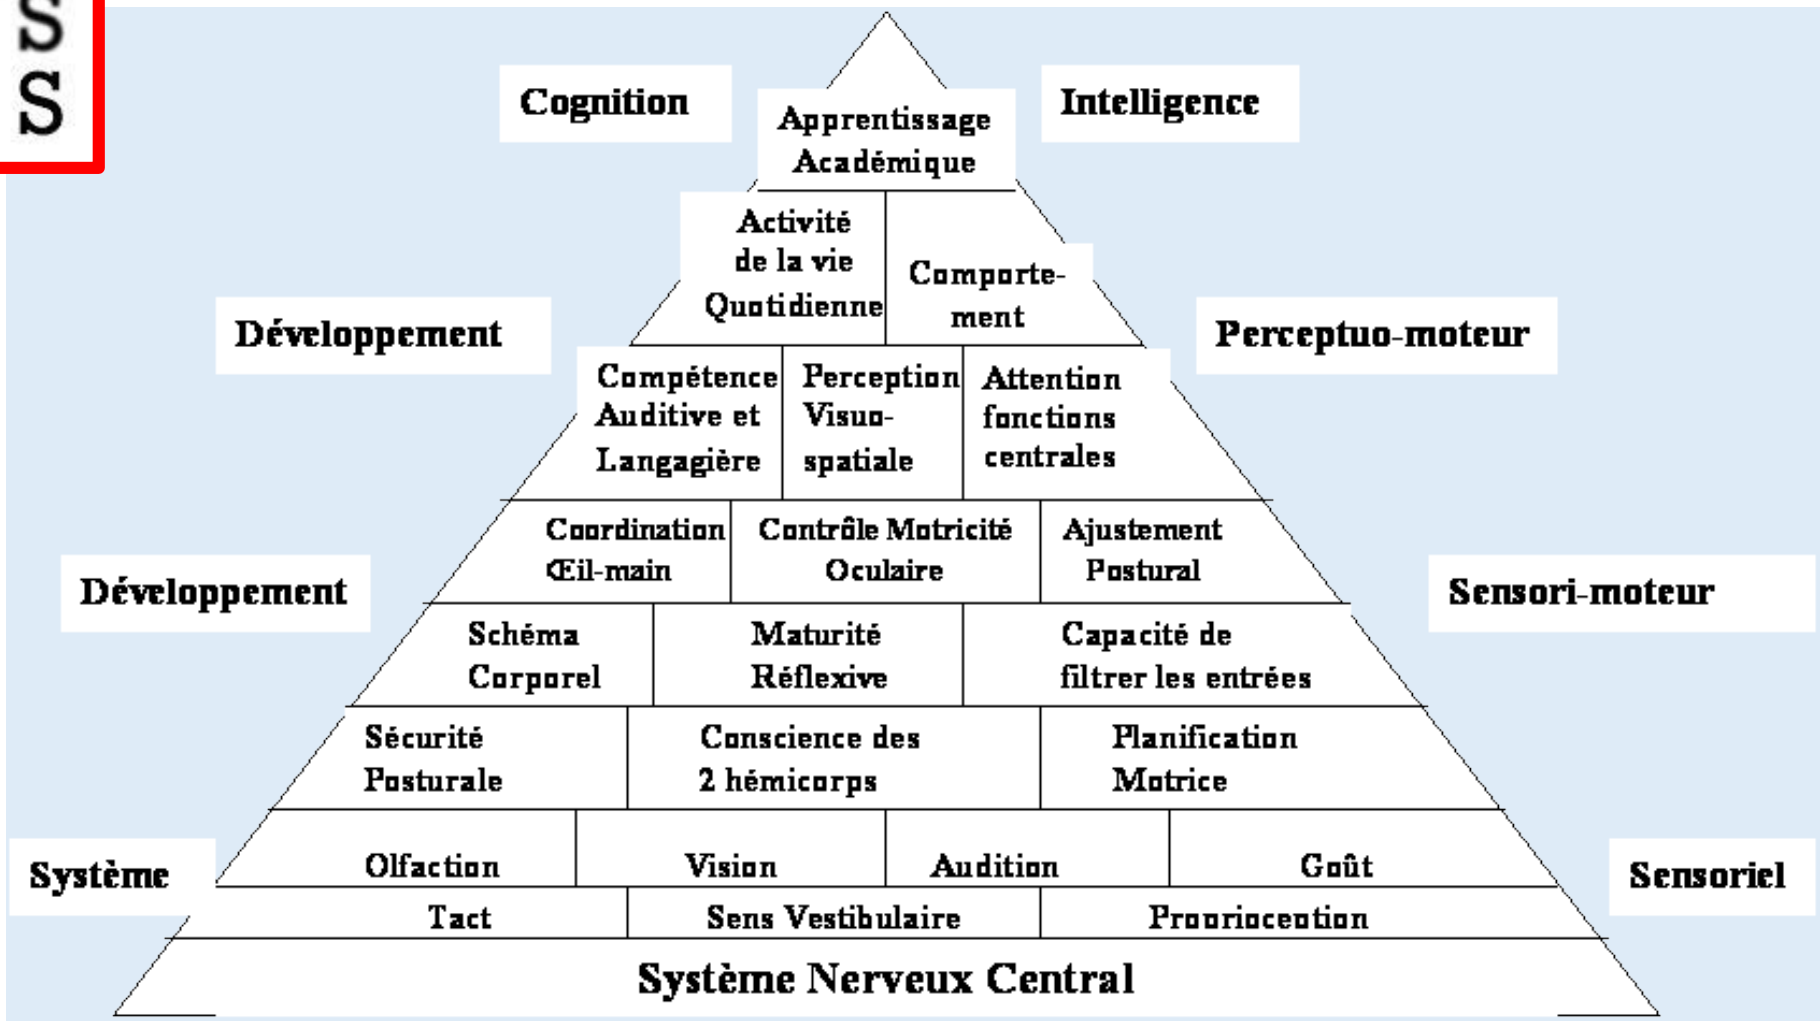 S
S
Cognition
Apprentissage
Académique
Intelligence
Activité
de la vie
Quotidienne
Comporte-
ment
Développement
Perceptuo-moteur
Compétence
Auditive et
Langagière
Perception
Visuo-
spatiale
Attention
fonctions
centrales
Coordination
Œil-main
Contrôle Motricité
Oculaire
Ajustement
Postural
Développement
Sensori-moteur
Schéma
Corporel
Maturité
Réflexive
Capacité de
filtrer les entrées
Sécurité
Posturale
Conscience des
2 hémicorps
Planification
Motrice
Système
Olfaction
Vision
Audition
Goût
Sensoriel
Tact
Sens Vestibulaire
Proprioception
Système Nerveux Central